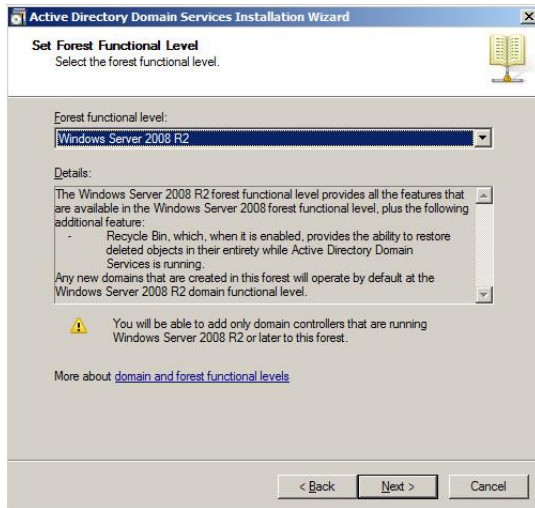 Active Directory Domain Services Installation Wizard
Set Forest Functional Level
Select the forest functional level.
Forest functional level:
Windows Server 2008 R2
Details:
The Windows Server 2008 R2 forest functional level provides all the features that
are available in the Windows Server 2008 forest functional level, plus the following
additional feature:
- Recycle Bin, which, when it is enabled, provides the ability to restore
deleted objects in their entirety while Active Directory Domain
Services is running.
Any new domains that are created in this forest will operate by default at the
Windows Server 2008 R2 domain functional level.
You will be able to add only domain controllers that are running
Windows Server 2008 R2 or later to this forest.
More about domain and forest functional levels
< Back Next > Cancel